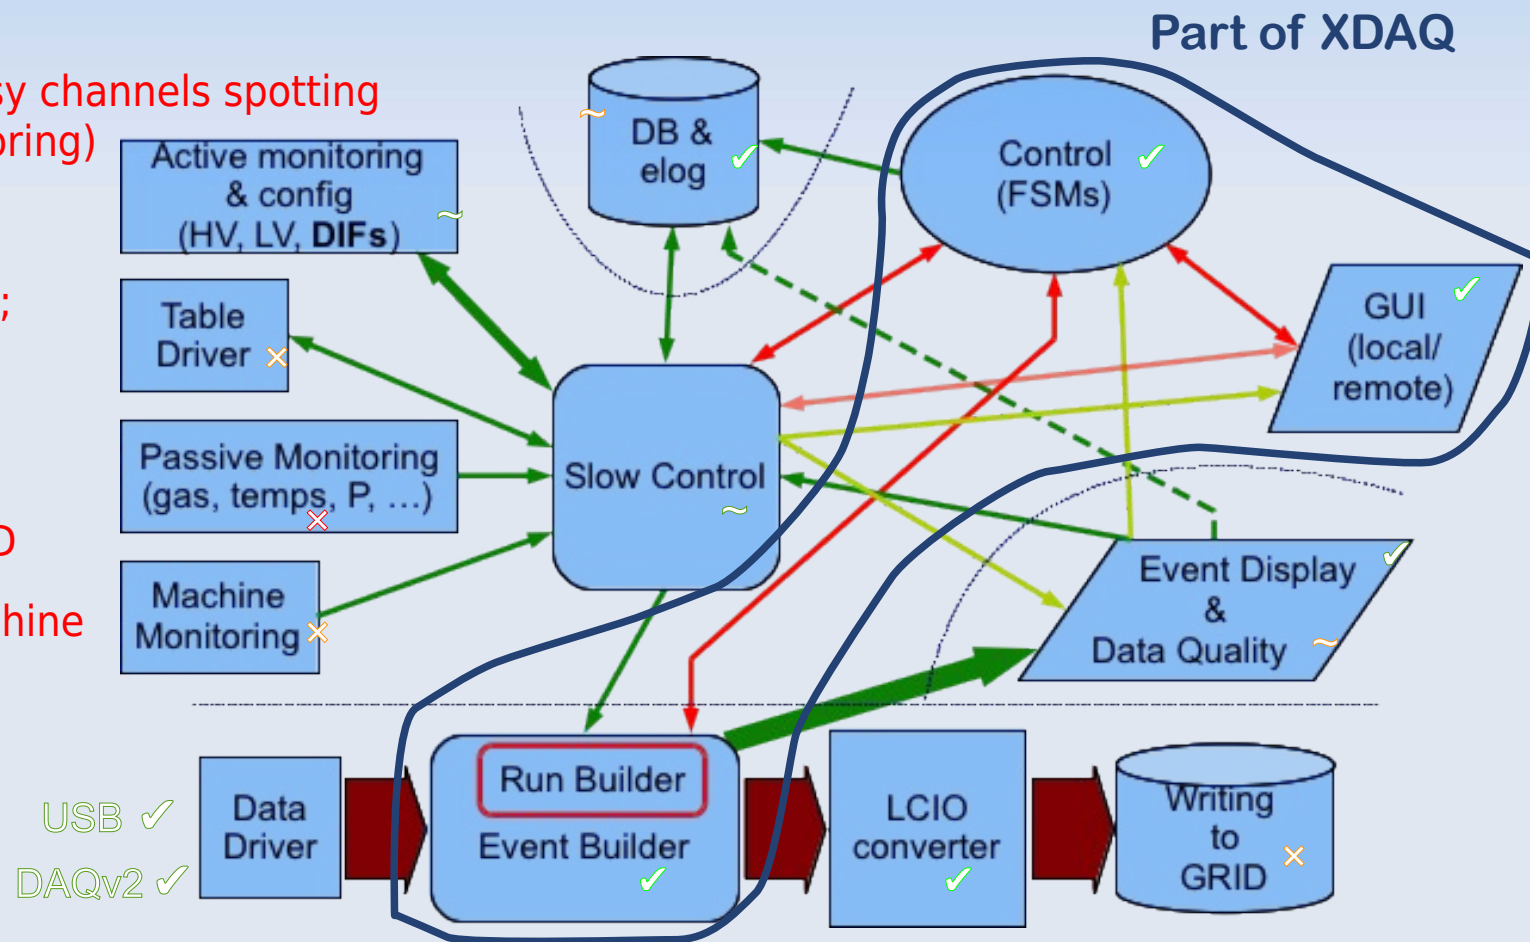 Part of XDAQ
sy channels spotting
oring)
Active monitoring
& config
(HV, LV, DIFs)
DB &
elog
Control
(FSMs)
;
Table
Driver
GUI
(local/
remote)
Passive Monitoring
(gas, temps, P, …)
Slow Control
D
Machine
Monitoring
hine
Event Display
&
Data Quality
USB
DAQv2
Data
Driver
Run Builder
Event Builder
LCIO
converter
Writing
to
GRID